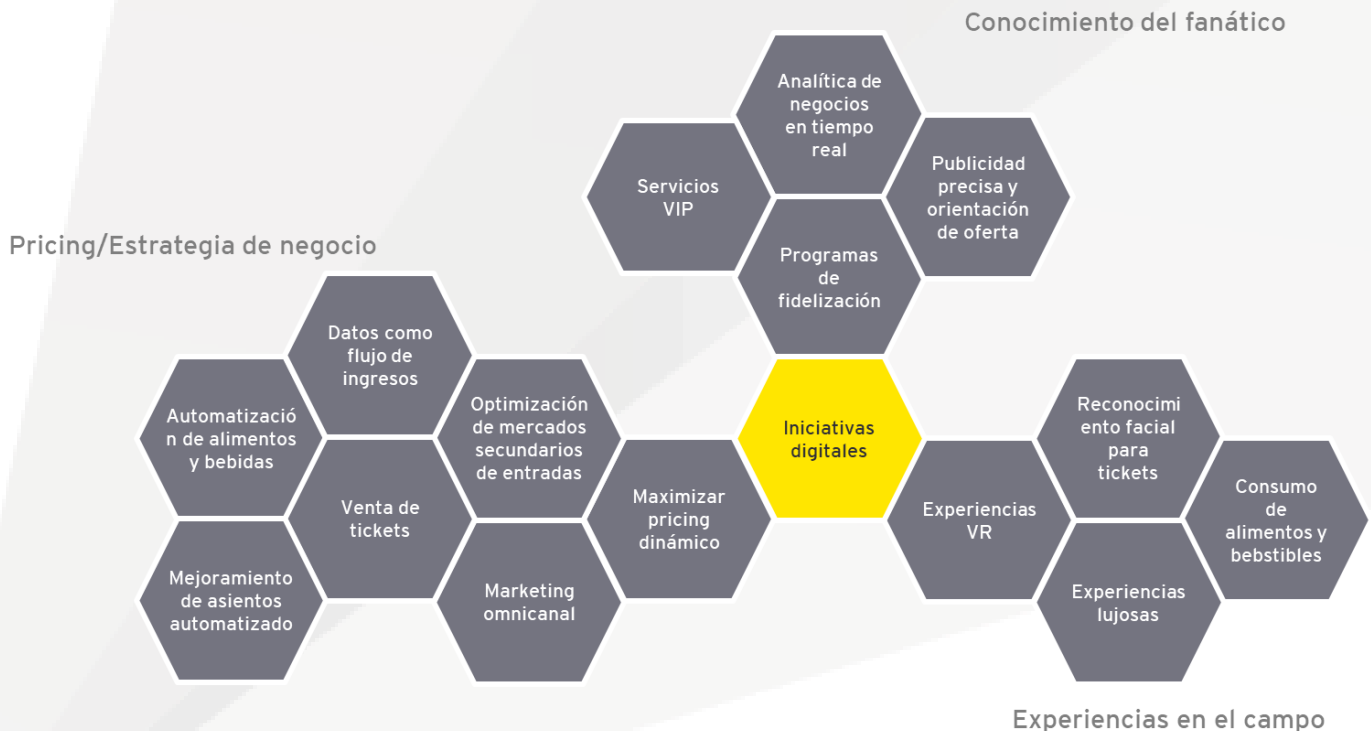 Conocimiento del fanático
Analítica de
negocios
en tiempo
real
Servicios
VIP
Publicidad
precisa y
orientación
de oferta
Programas
de
fidelización
Pricing/Estrategia de negocio
Datos como
flujo de
ingresos
Automatizació
n de alimentos
y bebidas
Optimización
de mercados
secundarios
de entradas
Venta de
tickets
Maximizar
pricing
dinámico
Mejoramiento
de asientos
automatizado
Marketing
omnicanal
Iniciativas
digitales
Reconocimi
ento facial
para
tickets
Experiencias
VR
Consumo
de
alimentos y
bebstibles
Experiencias
lujosas
Experiencias en el campo